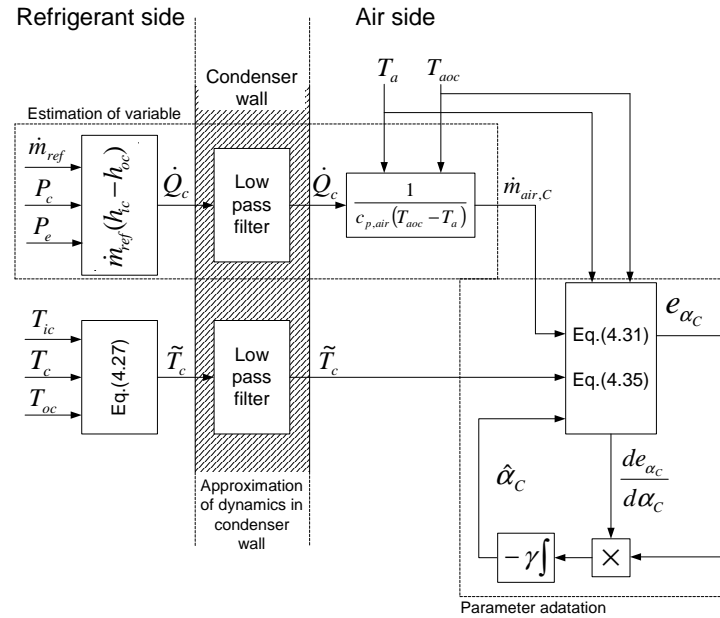 Refrigerant side
Air side
Condenser
wall
T_a
T_aoc
Estimation of variable
ṁ_ref
P_c
P_e
ṁ_ref(h_ic − h_oc)
Q̇_c
Low
pass
filter
Q̇_c
1
c_p,air(T_aoc − T_a)
ṁ_air,C
T_ic
T_c
T_oc
Eq.(4.27)
T̃_c
Low
pass
filter
T̃_c
Eq.(4.31)
Eq.(4.35)
e_α_C
Approximation
of dynamics in
condenser
wall
α̂_C
de_α_C
dα_C
−γ∫
×
Parameter adatation